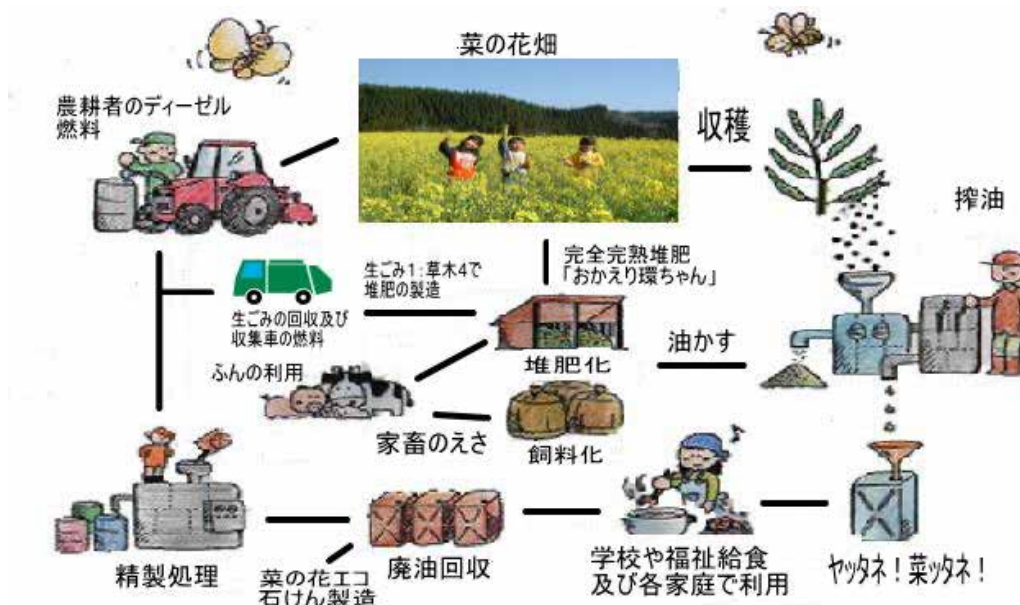 菜の花畑
農耕者のディーゼル
燃料
収穫
搾油
完全完熟堆肥
「おかえり環ちゃん」
生ごみ1:草木4で
堆肥の製造
生ごみの回収及び
収集車の燃料
油かす
堆肥化
ふんの利用
家畜のえさ
飼料化
精製処理
菜の花エコ
石けん製造
廃油回収
学校や福祉給食
及び各家庭で利用
ヤッタネ!菜ッタネ!